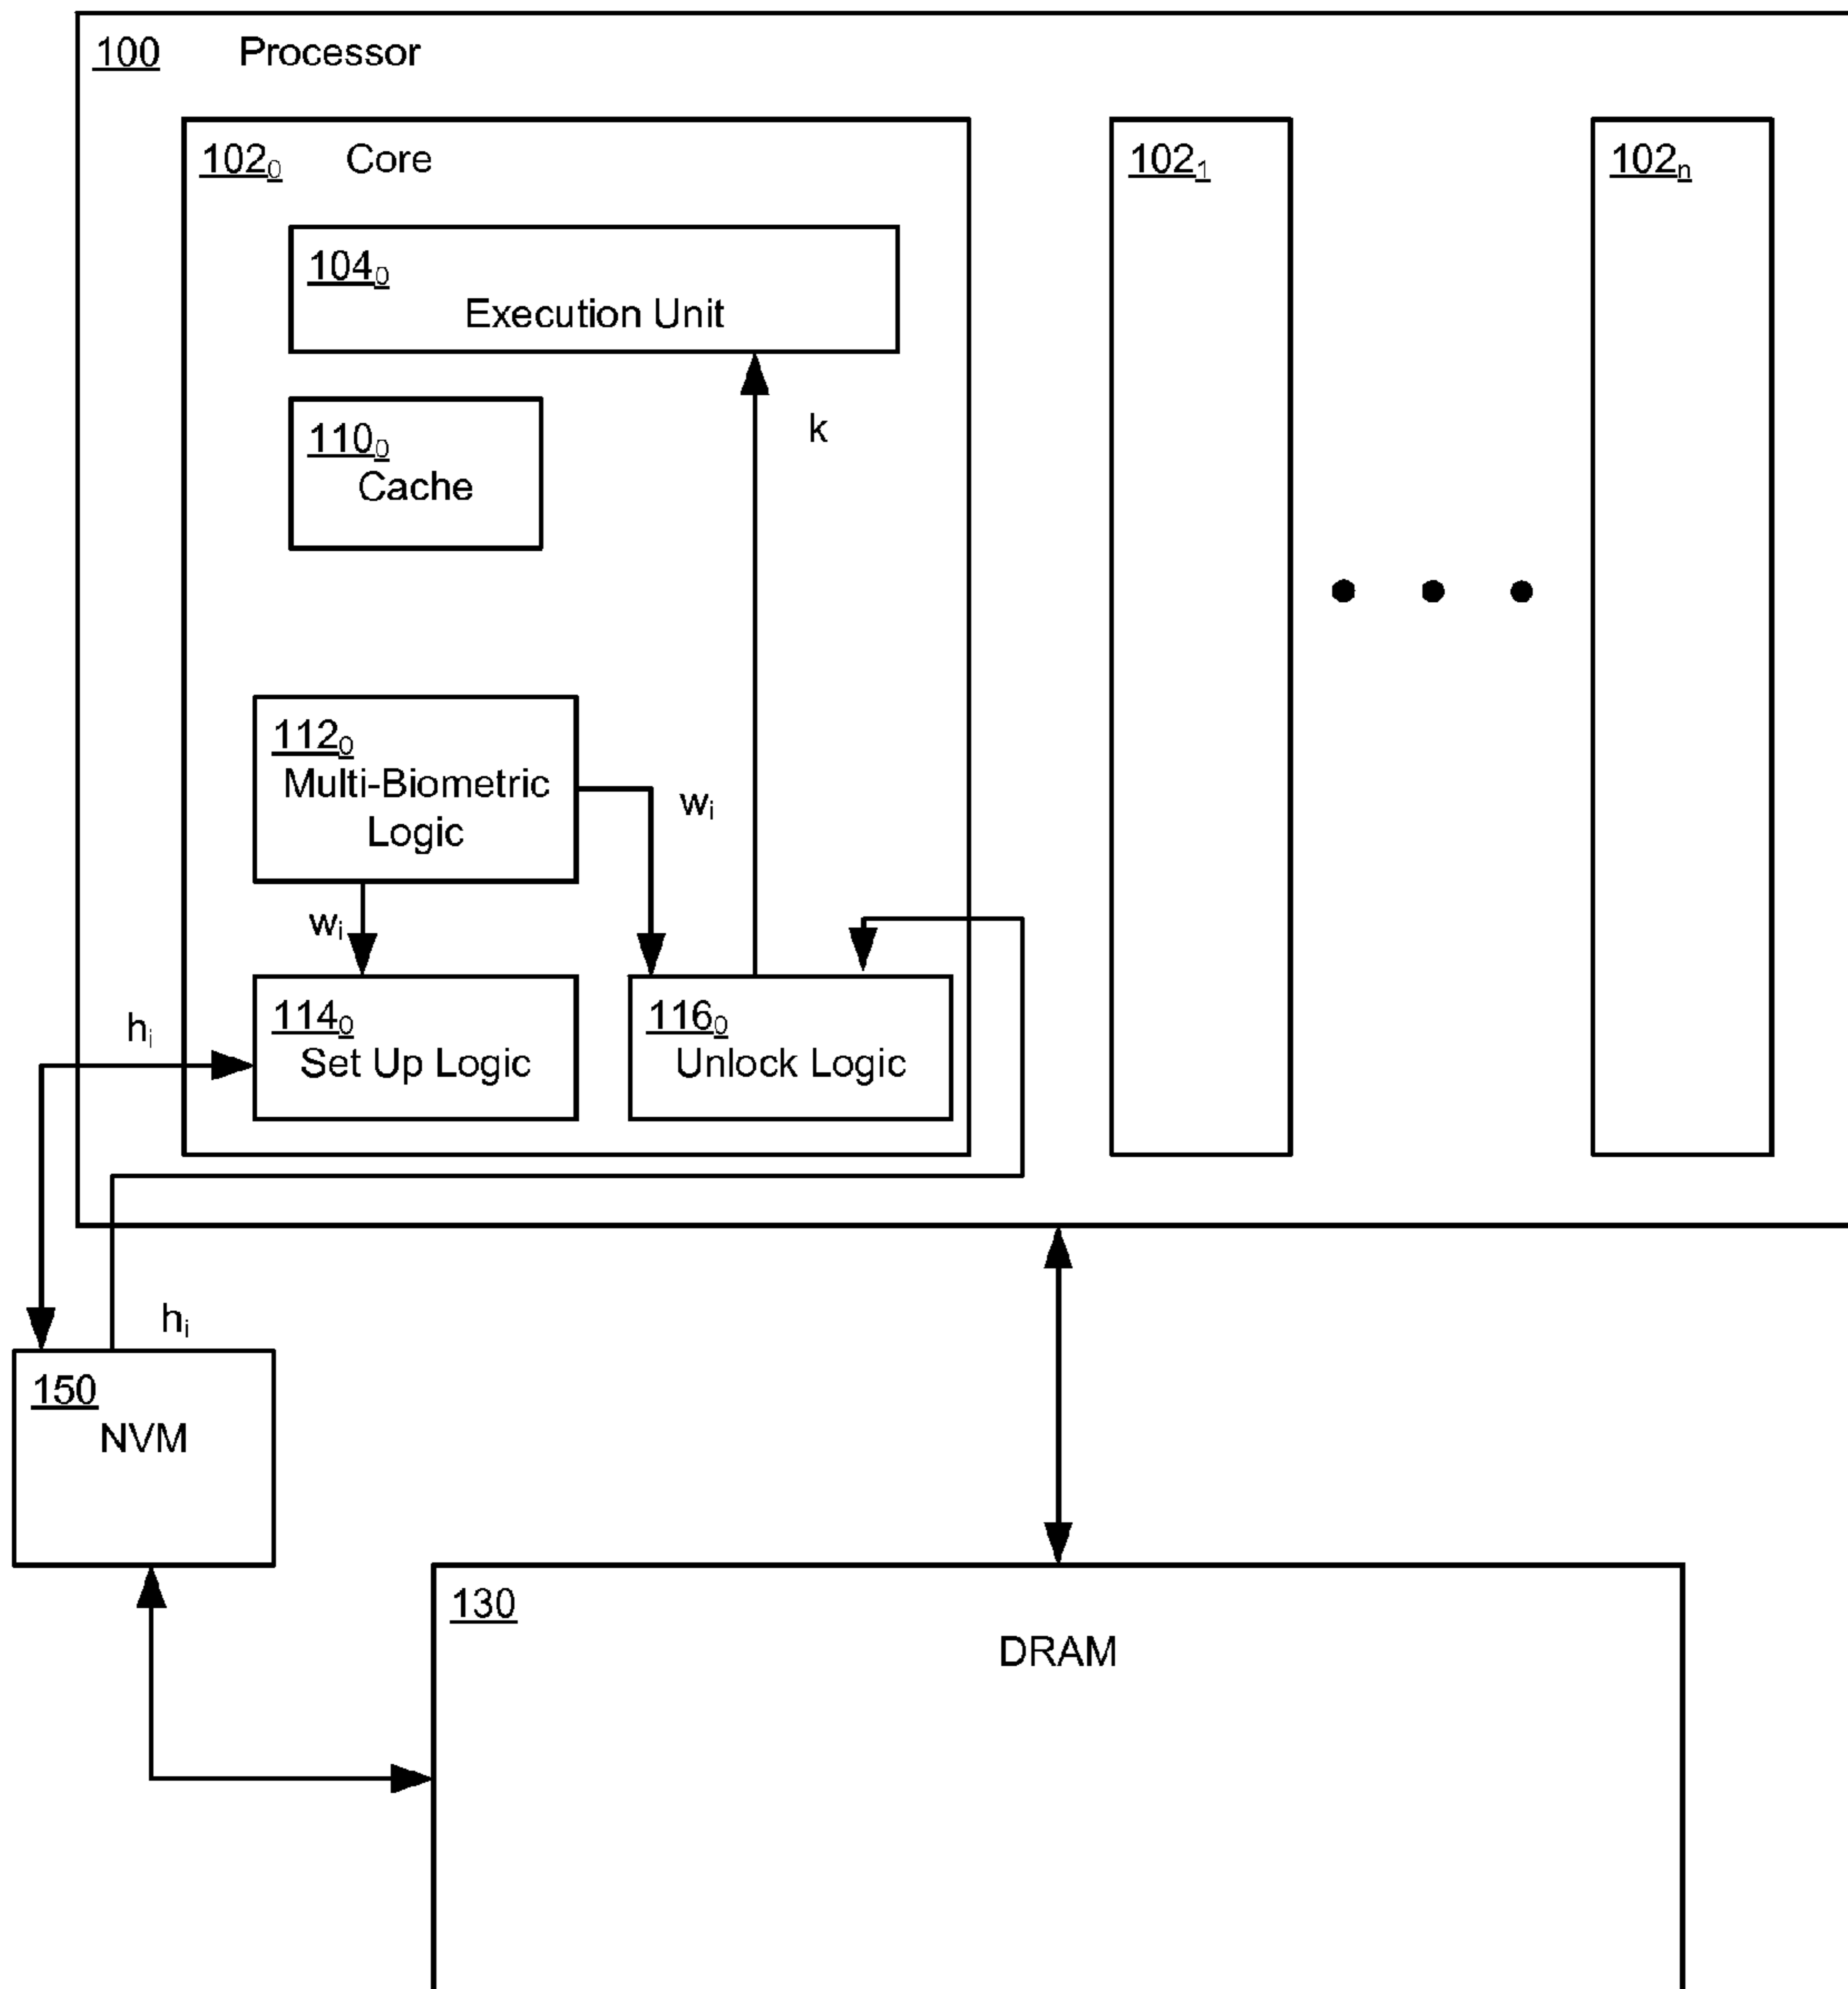 100 Processor
102₀ Core
102₁
102ₙ
104₀
Execution Unit
k
110₀
Cache
112₀
Multi-Biometric
Logic
wᵢ
wᵢ
114₀
Set Up Logic
116₀
Unlock Logic
hᵢ
hᵢ
150
NVM
130
DRAM